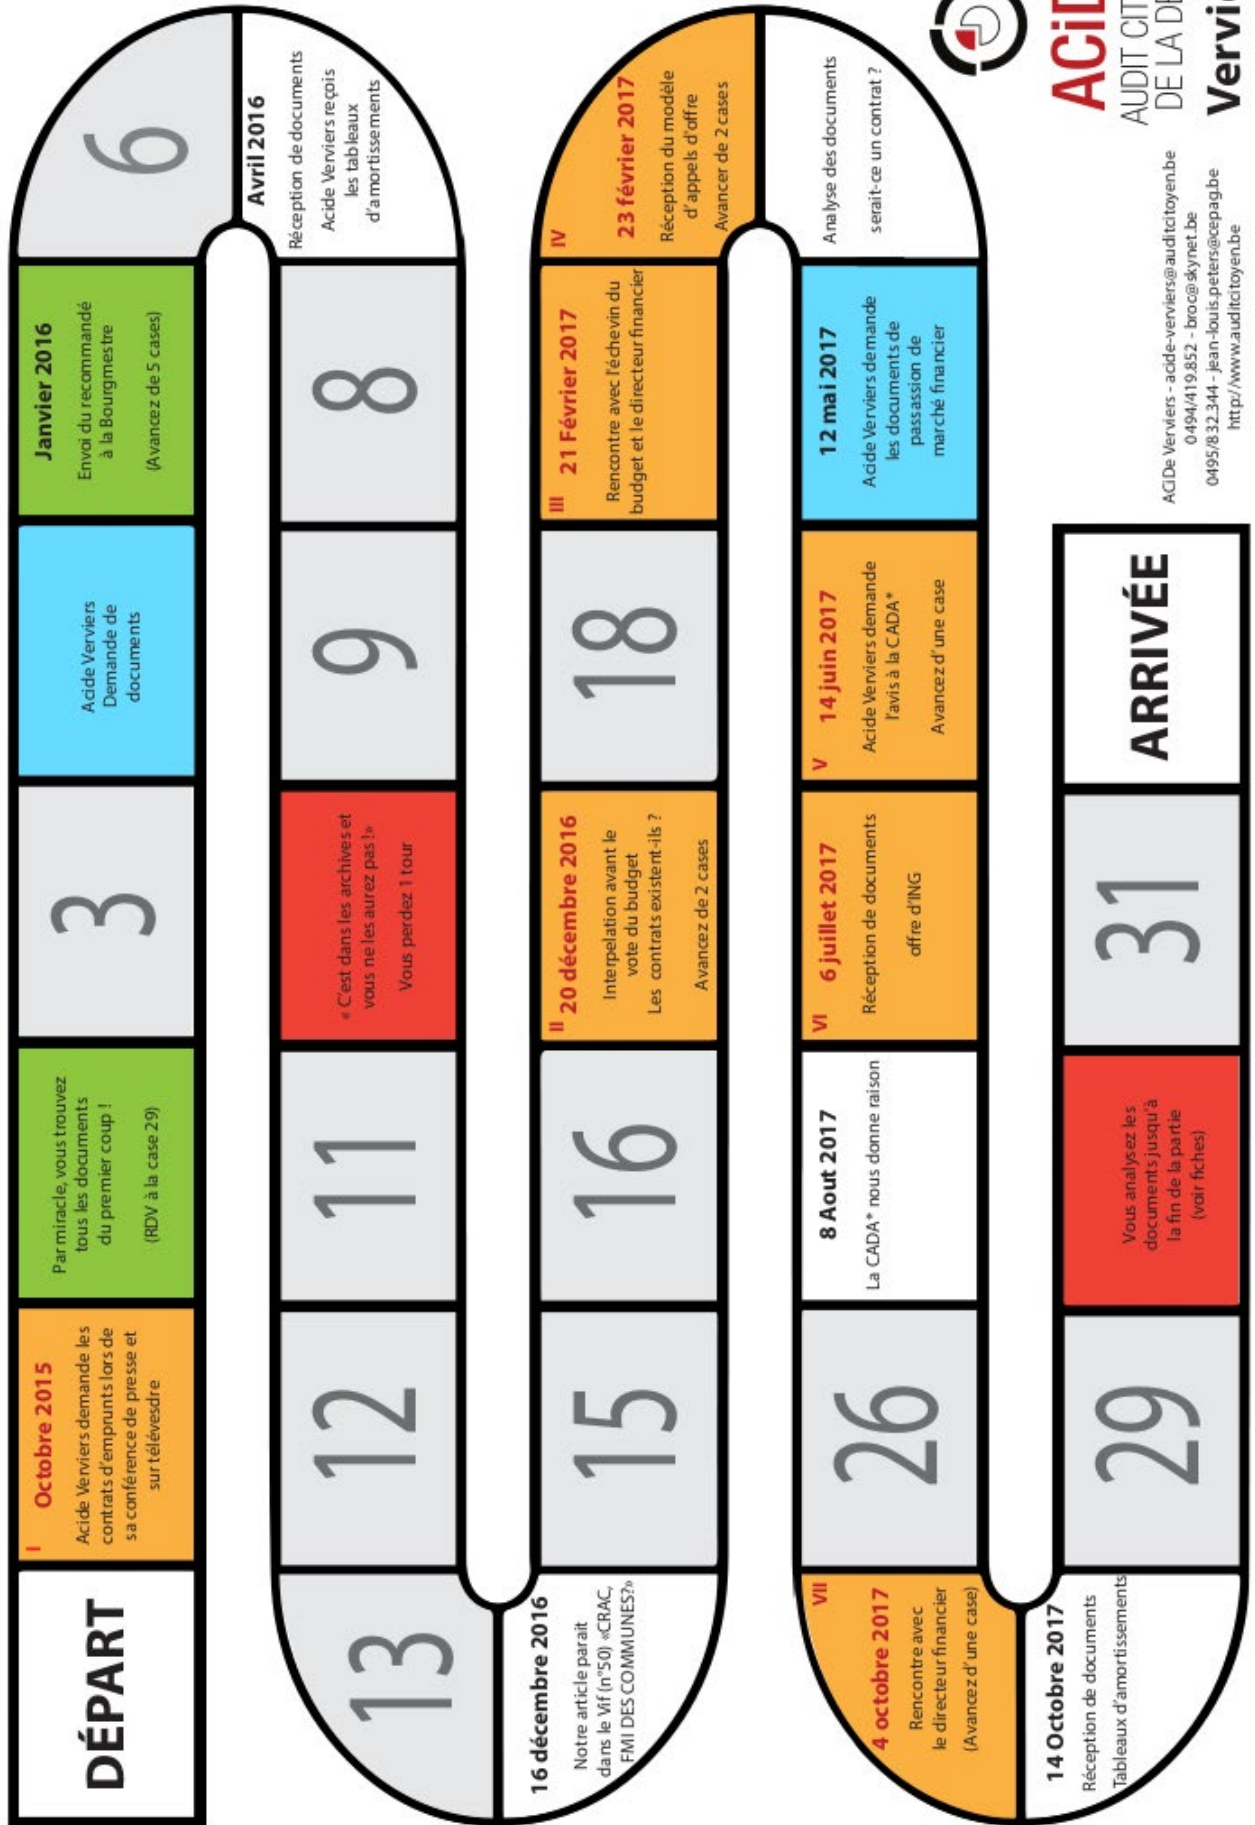 DÉPART
I
Octobre 2015
Acide Verviers demande les
contrats d'emprunts lors de
sa conférence de presse et
sur télévesdre
Par miracle, vous trouvez
tous les documents
du premier coup !
(RDV à la case 29)
3
Acide Verviers
Demande de
documents
Janvier 2016
Envoi du recommandé
à la Bourgmestre
(Avancez de 5 cases)
6
Avril 2016
Réception de documents
Acide Verviers reçois
les tableaux
d'amortissements
8
9
« C'est dans les archives et
vous ne les aurez pas !»
Vous perdez 1 tour
11
12
13
16 décembre 2016
Notre article parait
dans le Vif (n°50) «CRAC,
FMI DES COMMUNES?»
15
16
II
20 décembre 2016
Interpelation avant le
vote du budget
Les contrats existent-ils ?
Avancez de 2 cases
18
III
21 Février 2017
Rencontre avec l'échevin du
budget et le directeur financier
IV
23 février 2017
Réception du modèle
d'appels d'offre
Avancer de 2 cases
Analyse des documents
serait-ce un contrat ?
12 mai 2017
Acide Verviers demande
les documents de
passassion de
marché financier
V
14 juin 2017
Acide Verviers demande
l'avis à la CADA*
Avancez d'une case
VI
6 juillet 2017
Réception de documents
offre d'ING
8 Aout 2017
La CADA* nous donne raison
26
VII
4 octobre 2017
Rencontre avec
le directeur financier
(Avancez d'une case)
14 Octobre 2017
Réception de documents
Tableaux d'amortissements
29
Vous analysez les
documents jusqu'à
la fin de la partie
(voir fiches)
31
ARRIVÉE
ACiDe Verviers - acide-verviers@auditcitoyen.be
0494/419.852 - broc@skynet.be
0495/832.344 - jean-louis.peters@cepag.be
http://www.auditcitoyen.be
ACiD
AUDIT CIT
DE LA DE
Vervie